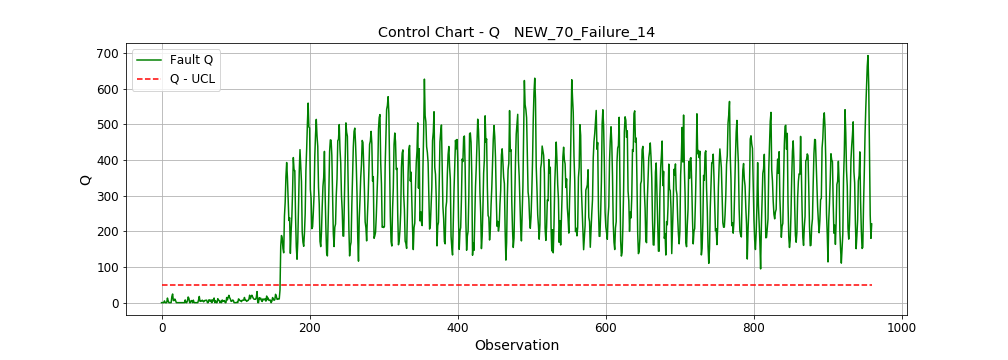 Control Chart - Q   NEW_70_Failure_14
Fault Q
Q - UCL
700
600
500
400
300
200
100
0
Q
0 200 400 600 800 1000
Observation